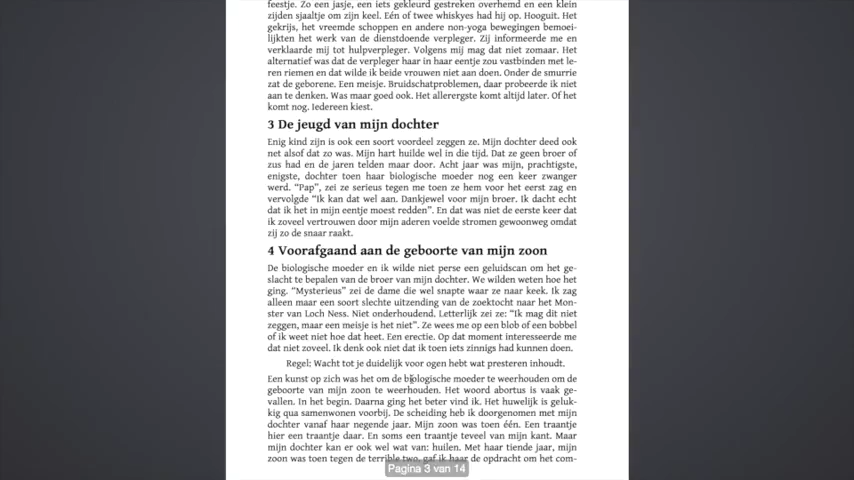 feestje. Zo een jasje, een iets gekleurd gestreken overhemd en een klein
zijden sjaaltje om zijn keel. Eén of twee whiskyes had hij op. Hooguit. Het
gekrijs, het vreemde schoppen en andere non-yoga bewegingen bemoei-
lijkten het werk van de dienstdoende verpleger. Zij informeerde me en
verklaarde mij tot hulpverpleger. Volgens mij mag dat niet zomaar. Het
alternatief was dat de verpleger haar in haar eentje zou vastbinden met le-
ren riemen en dat wilde ik beide vrouwen niet aan doen. Onder de smurrie
zat de geborene. Een meisje. Bruidschatproblemen, daar probeerde ik niet
aan te denken. Was maar goed ook. Het allerergste komt altijd later. Of het
komt nog. Iedereen kiest.
3 De jeugd van mijn dochter
Enig kind zijn is ook een soort voordeel zeggen ze. Mijn dochter deed ook
net alsof dat zo was. Mijn hart huilde wel in die tijd. Dat ze geen broer of
zus had en de jaren telden maar door. Acht jaar was mijn, prachtigste,
enigste, dochter toen haar biologische moeder nog een keer zwanger
werd. “Pap”, zei ze serieus tegen me toen ze hem voor het eerst zag en
vervolgde “Ik kan dat wel aan. Dankjewel voor mijn broer. Ik dacht echt
dat ik het in mijn eentje moest redden”. En dat was niet de eerste keer dat
ik zoveel vertrouwen door mijn aderen voelde stromen gewoonweg omdat
zij zo de snaar raakt.
4 Voorafgaand aan de geboorte van mijn zoon
De biologische moeder en ik wilde niet perse een geluidscan om het ge-
slacht te bepalen van de broer van mijn dochter. We wilden weten hoe het
ging. “Mysterieus” zei de dame die wel snapte waar ze naar keek. Ik zag
alleen maar een soort slechte uitzending van de zoektocht naar het Mon-
ster van Loch Ness. Niet onderhoudend. Letterlijk zei ze: “Ik mag dit niet
zeggen, maar een meisje is het niet”. Ze wees me op een blob of een bobbel
of ik weet niet hoe dat heet. Een erectie. Op dat moment interesseerde me
dat niet zoveel. Ik denk ook niet dat ik toen iets zinnigs had kunnen doen.
Regel: Wacht tot je duidelijk voor ogen hebt wat presteren inhoudt.
Een kunst op zich was het om de biologische moeder te weerhouden om de
geboorte van mijn zoon te weerhouden. Het woord abortus is vaak ge-
vallen. In het begin. Daarna ging het beter vind ik. Het huwelijk is geluk-
kig qua samenwonen voorbij. De scheiding heb ik doorgenomen met mijn
dochter vanaf haar negende jaar. Mijn zoon was toen één. Een traantje
hier een traantje daar. En soms een traantje teveel van mijn kant. Maar
mijn dochter kan er ook wel wat van: huilen. Met haar tiende jaar, mijn
zoon was toen tegen de terrible two, gaf ik haar de opdracht om het com-
Pagina 3 van 14